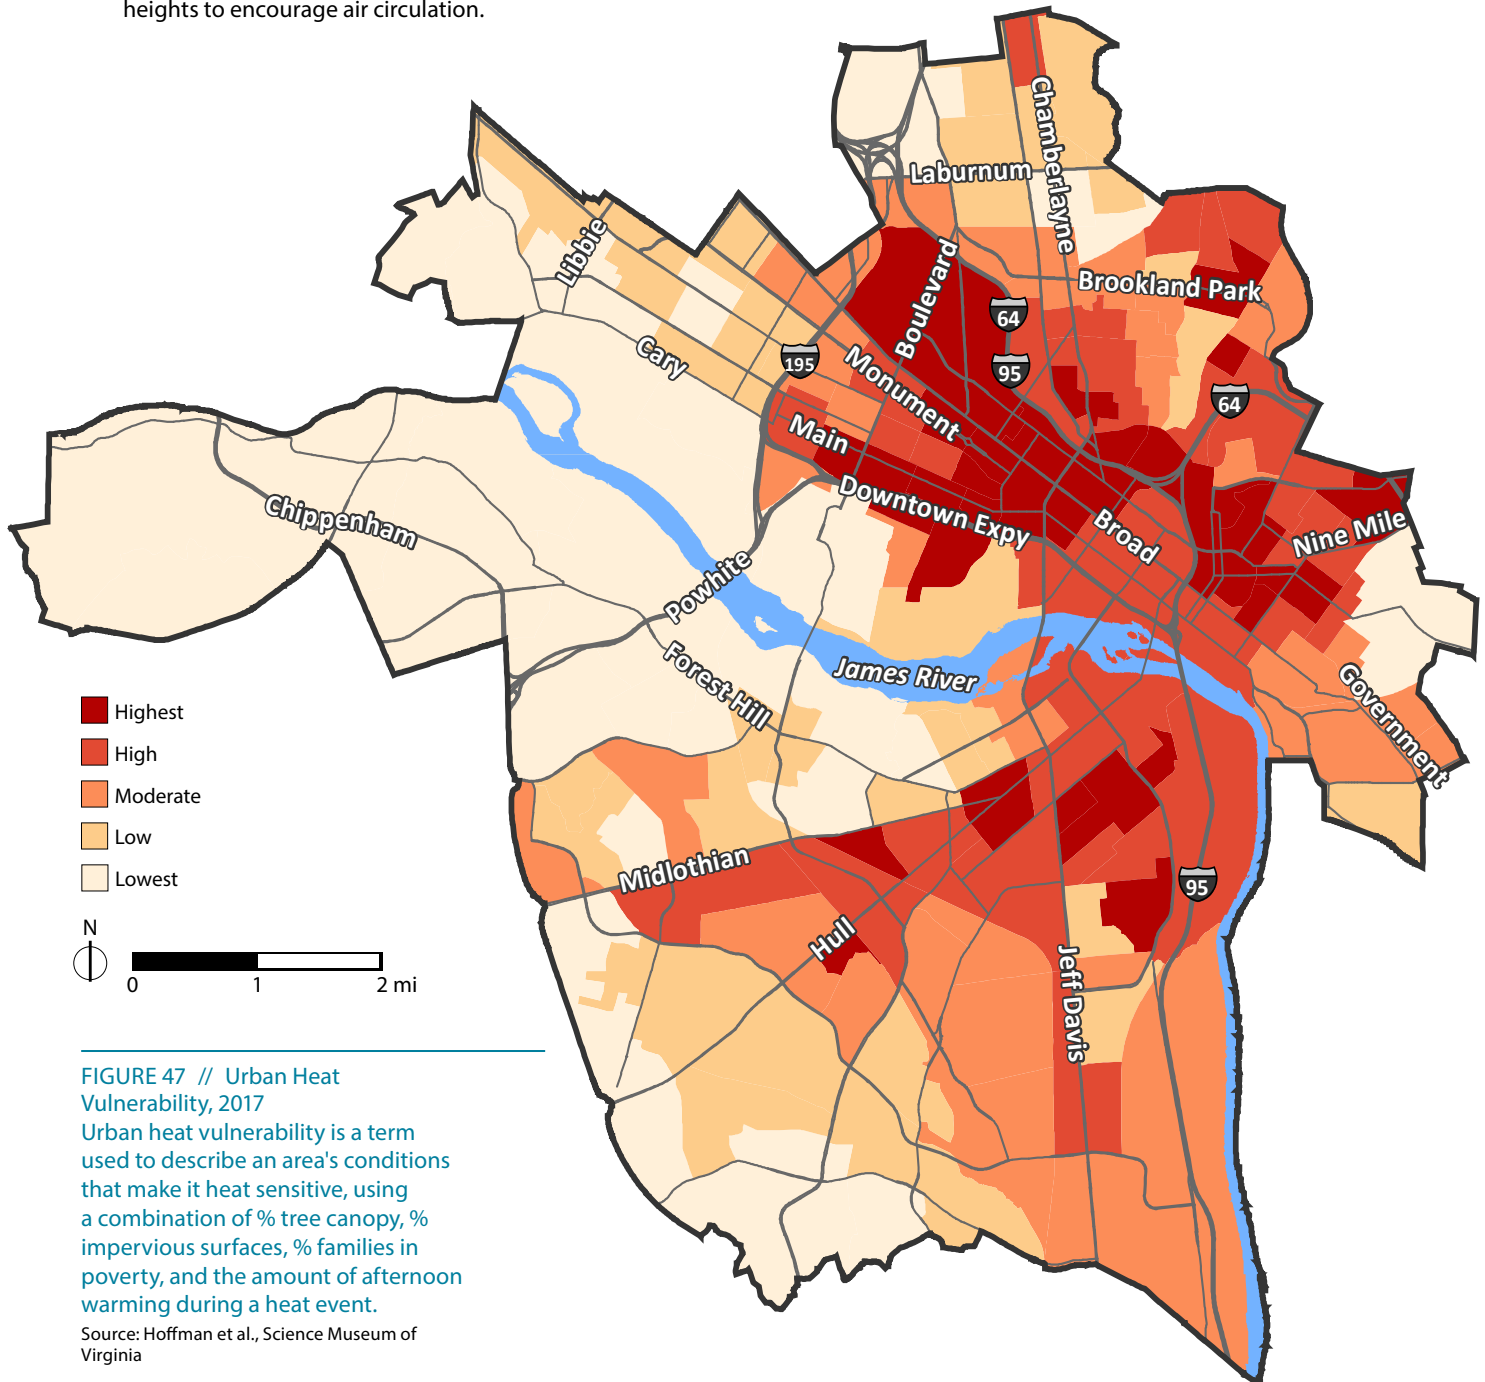 heights to encourage air circulation.
Chamberlayne
Laburnum
Libbie
Boulevard
Brookland Park
64
Cary
195
Monument
95
64
Main
Downtown Expy
Broad
Nine Mile
Chippenham
Powhite
Forest Hill
James River
Government
Highest
High
Moderate
Low
Lowest
Midlothian
95
Hull
Jeff Davis
N
0 1 2 mi
FIGURE 47 // Urban Heat
Vulnerability, 2017
Urban heat vulnerability is a term
used to describe an area's conditions
that make it heat sensitive, using
a combination of % tree canopy, %
impervious surfaces, % families in
poverty, and the amount of afternoon
warming during a heat event.
Source: Hoffman et al., Science Museum of
Virginia